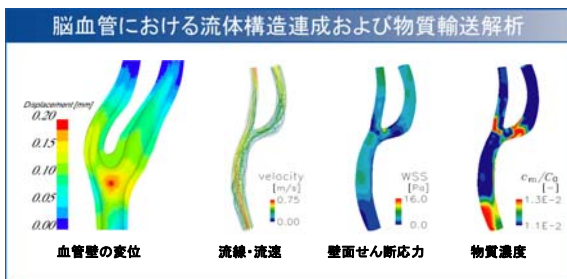 脳血管における流体構造連成および物質輸送解析
Displacement [mm]
0.20
0.15
0.10
0.05
0.00
velocity
[m/s]
0.75
0.00
WSS
[Pa]
16.0
0.0
cm/C0
[-]
1.3E-2
1.1E-2
血管壁の変位
流線・流速
壁面せん断応力
物質濃度